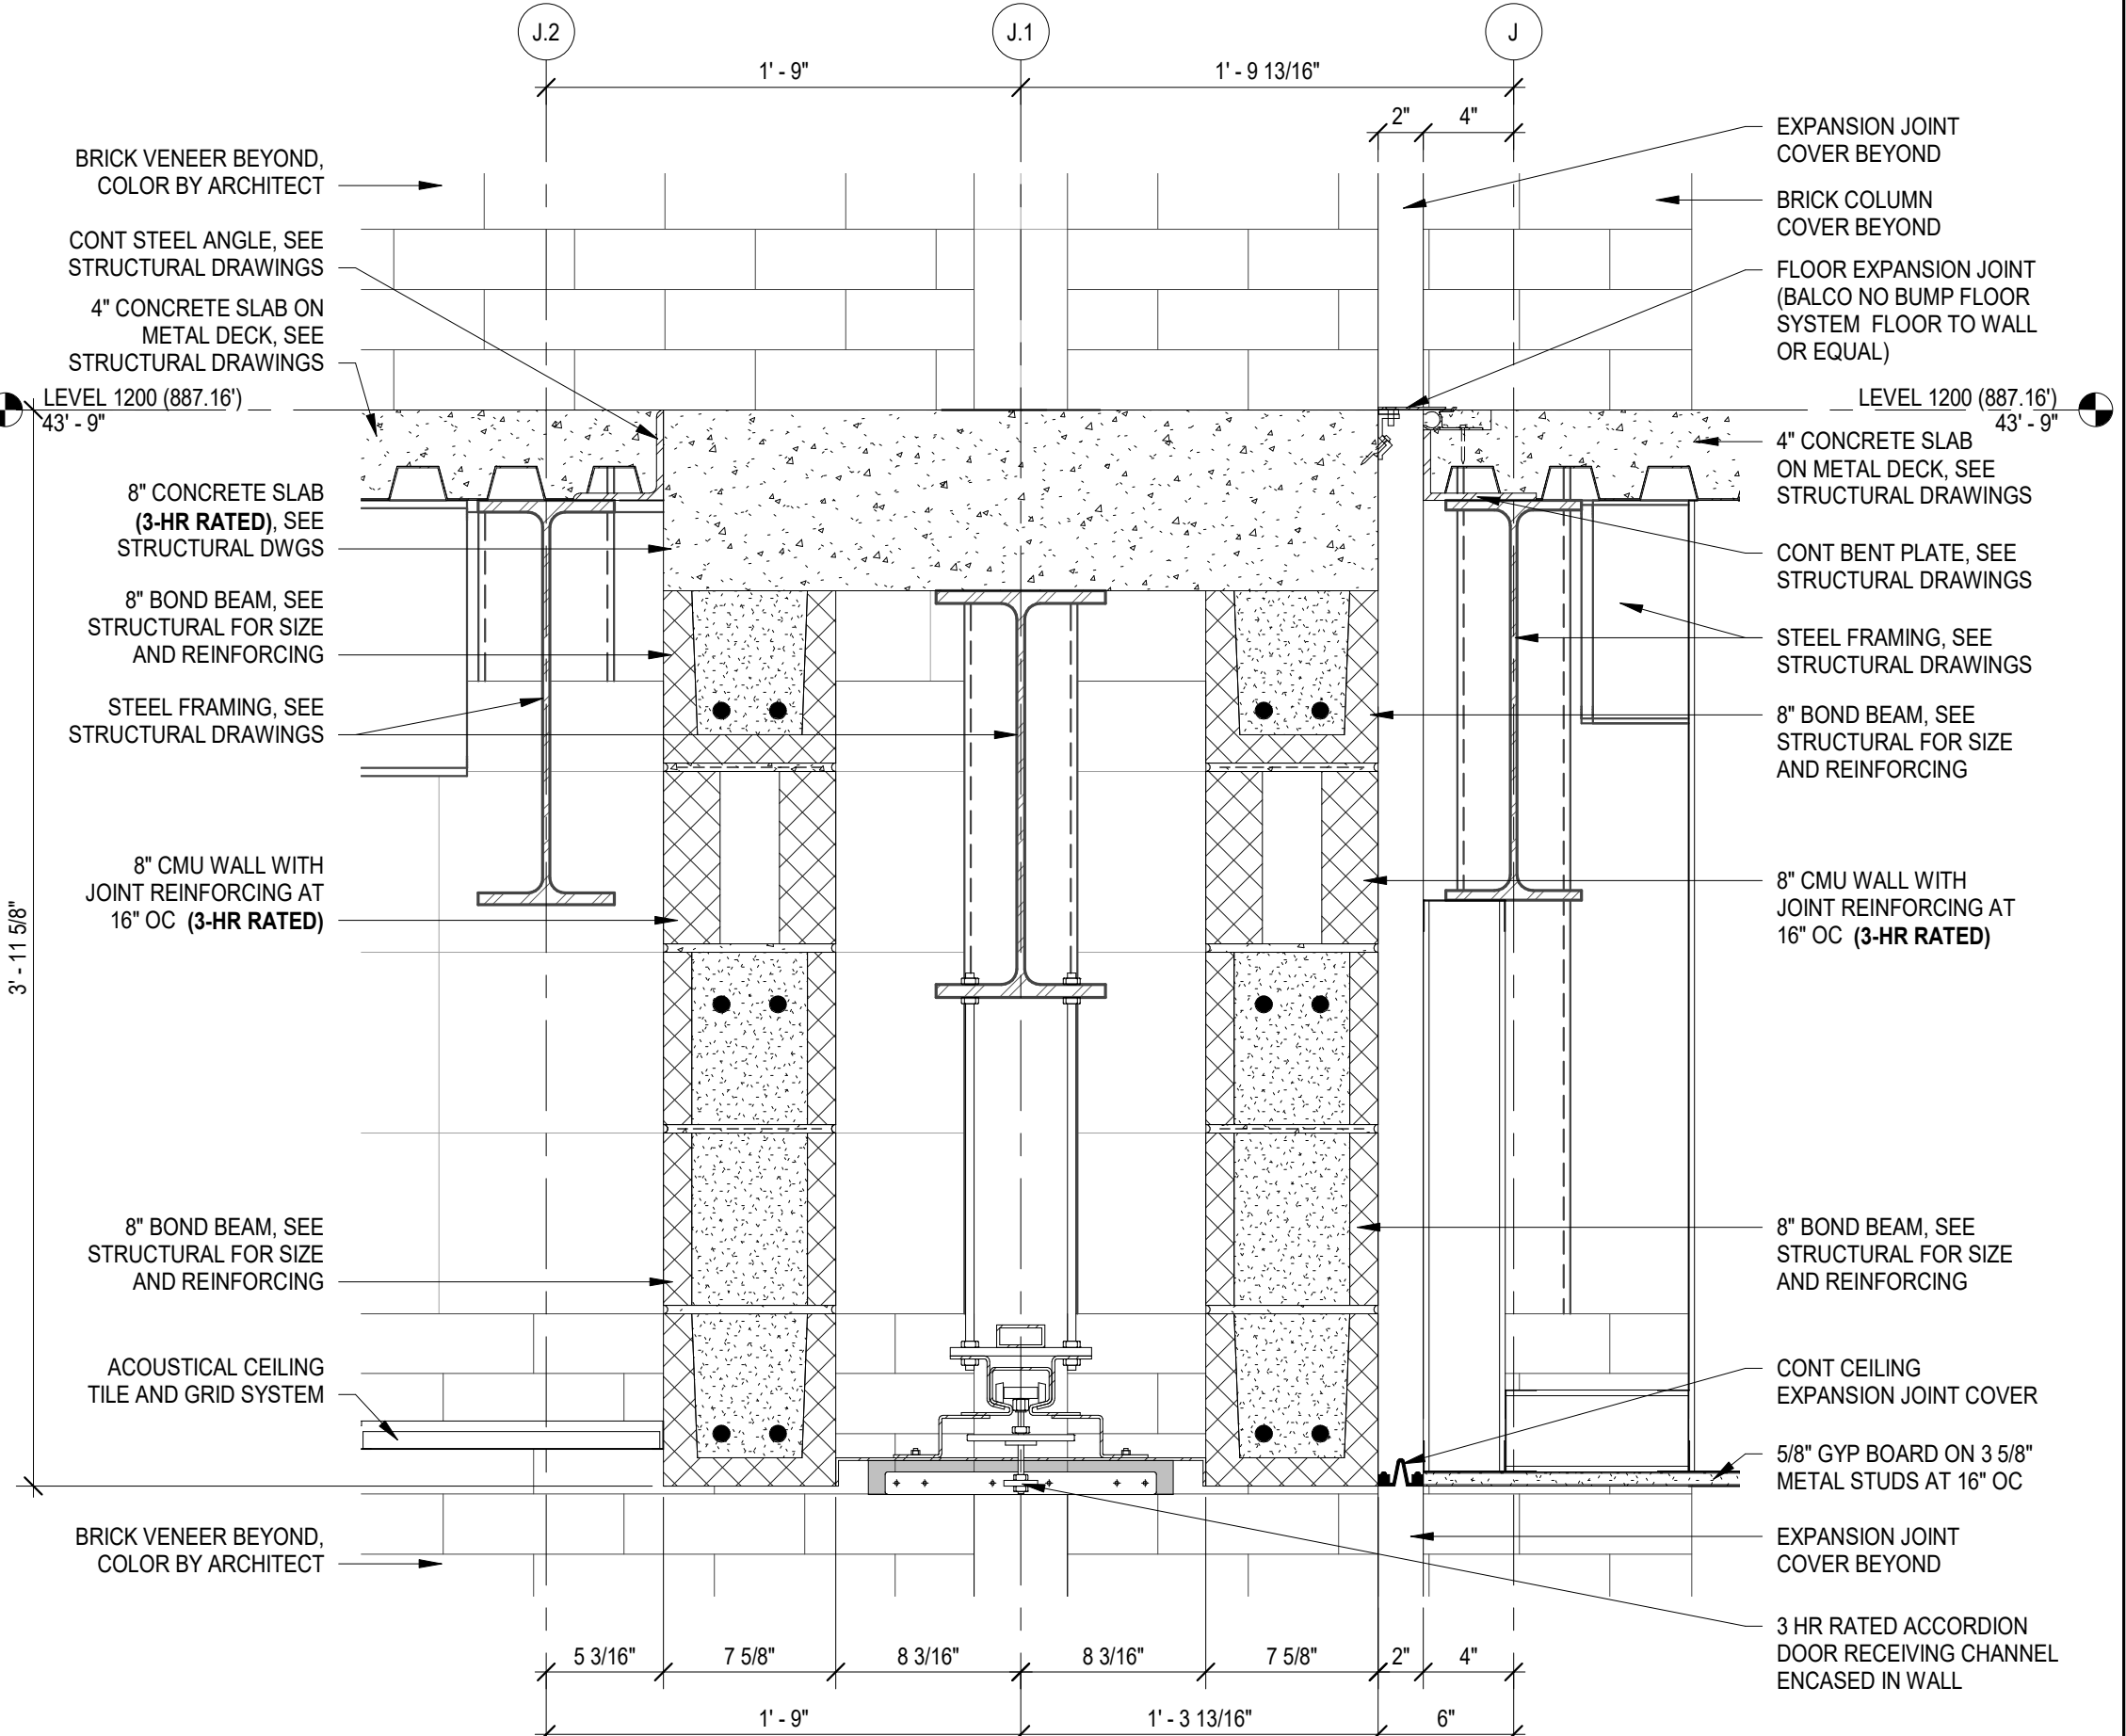 J.2
J.1
J
1' - 9"
1' - 9 13/16"
2"
4"
BRICK VENEER BEYOND,
COLOR BY ARCHITECT
CONT STEEL ANGLE, SEE
STRUCTURAL DRAWINGS
4" CONCRETE SLAB ON
METAL DECK, SEE
STRUCTURAL DRAWINGS
LEVEL 1200 (887.16')
43' - 9"
8" CONCRETE SLAB
(3-HR RATED), SEE
STRUCTURAL DWGS
8" BOND BEAM, SEE
STRUCTURAL FOR SIZE
AND REINFORCING
STEEL FRAMING, SEE
STRUCTURAL DRAWINGS
8" CMU WALL WITH
JOINT REINFORCING AT
16" OC (3-HR RATED)
3' - 11 5/8"
8" BOND BEAM, SEE
STRUCTURAL FOR SIZE
AND REINFORCING
ACOUSTICAL CEILING
TILE AND GRID SYSTEM
BRICK VENEER BEYOND,
COLOR BY ARCHITECT
EXPANSION JOINT
COVER BEYOND
BRICK COLUMN
COVER BEYOND
FLOOR EXPANSION JOINT
(BALCO NO BUMP FLOOR
SYSTEM FLOOR TO WALL
OR EQUAL)
LEVEL 1200 (887.16')
43' - 9"
4" CONCRETE SLAB
ON METAL DECK, SEE
STRUCTURAL DRAWINGS
CONT BENT PLATE, SEE
STRUCTURAL DRAWINGS
STEEL FRAMING, SEE
STRUCTURAL DRAWINGS
8" BOND BEAM, SEE
STRUCTURAL FOR SIZE
AND REINFORCING
8" CMU WALL WITH
JOINT REINFORCING AT
16" OC (3-HR RATED)
8" BOND BEAM, SEE
STRUCTURAL FOR SIZE
AND REINFORCING
CONT CEILING
EXPANSION JOINT COVER
5/8" GYP BOARD ON 3 5/8"
METAL STUDS AT 16" OC
EXPANSION JOINT
COVER BEYOND
3 HR RATED ACCORDION
DOOR RECEIVING CHANNEL
ENCASED IN WALL
5 3/16"
7 5/8"
8 3/16"
8 3/16"
7 5/8"
2"
4"
1' - 9"
1' - 3 13/16"
6"